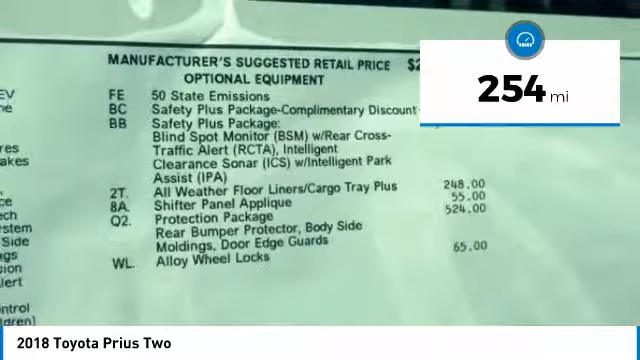 MANUFACTURER'S SUGGESTED RETAIL PRICE $2
OPTIONAL EQUIPMENT
FE 50 State Emissions
BC Safety Plus Package-Complimentary Discount
BB Safety Plus Package:
Blind Spot Monitor (BSM) w/Rear Cross-
Traffic Alert (RCTA), Intelligent
Clearance Sonar (ICS) w/Intelligent Park
Assist (IPA)
2T. All Weather Floor Liners/Cargo Tray Plus 248.00
8A. Shifter Panel Applique 55.00
Q2. Protection Package 524.00
Rear Bumper Protector, Body Side
Moldings, Door Edge Guards
WL. Alloy Wheel Locks 65.00
254 mi
2018 Toyota Prius Two